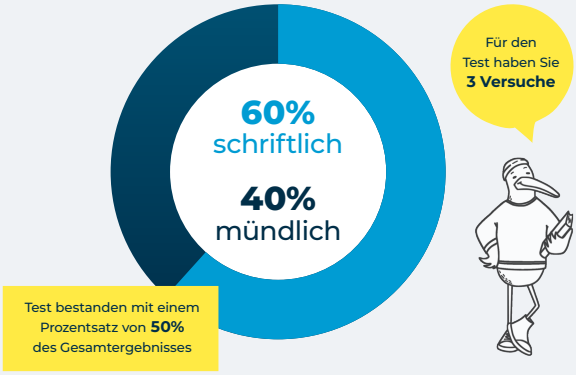 Für den
Test haben Sie
3 Versuche
60%
schriftlich
40%
mündlich
Test bestanden mit einem
Prozentsatz von 50%
des Gesamtergebnisses